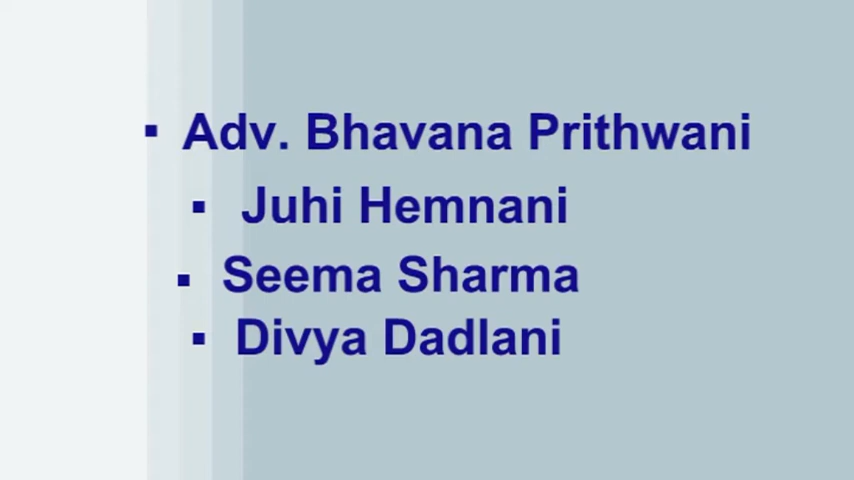 ▪ Adv. Bhavana Prithwani
▪ Juhi Hemnani
▪ Seema Sharma
▪ Divya Dadlani